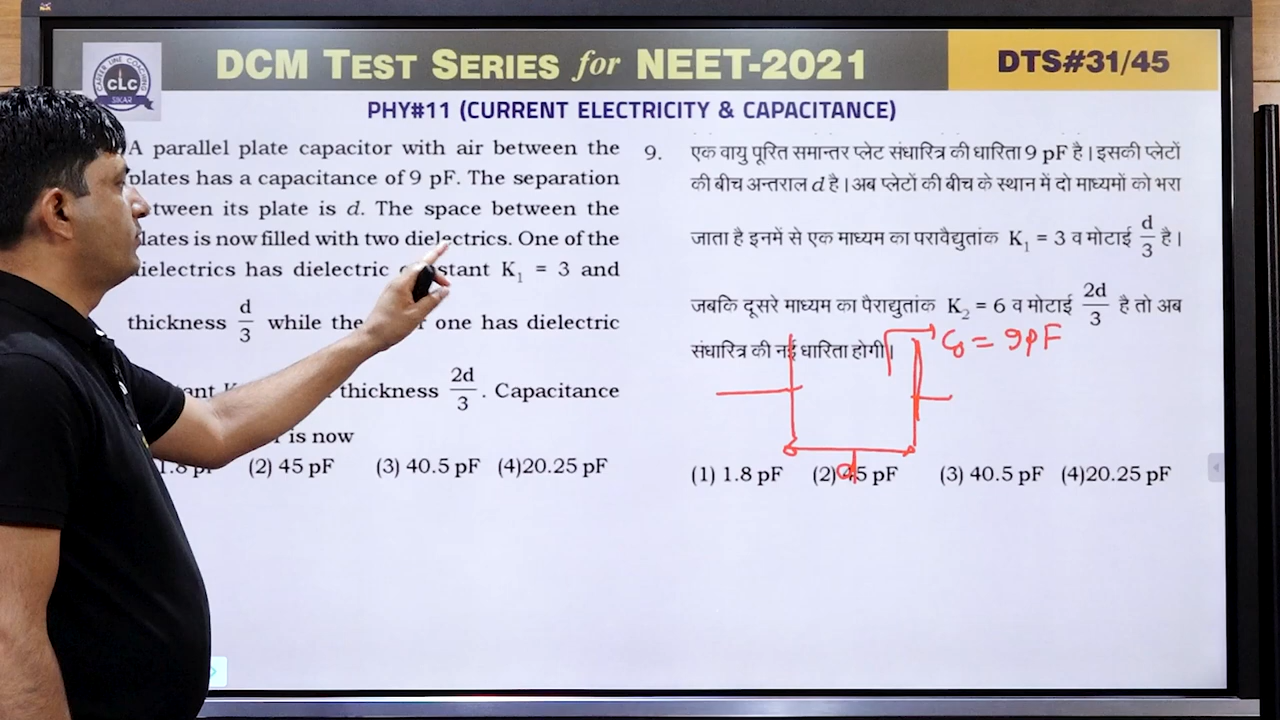 DCM TEST SERIES for NEET-2021
DTS#31/45
CLC
SIKAR
PHY#11 (CURRENT ELECTRICITY & CAPACITANCE)
A parallel plate capacitor with air between the
plates has a capacitance of 9 pF. The separation
its plate is d. The space between the
plates is now filled with two dielectrics. One of the
dielectrics has dielectric K₁ = 3 and
thickness d/3 while the one has dielectric
thickness 2d/3. Capacitance
is now
1.8 pF (2) 45 pF (3) 40.5 pF (4)20.25 pF
9. एक वायु पूरित समान्तर प्लेट संधारित्र की धारिता 9 pF है। इसकी प्लेटों
की बीच अन्तराल d है। अब प्लेटों की बीच के स्थान में दो माध्यमों को भरा
जाता है इनमें से एक माध्यम का परावैद्युतांक K₁ = 3 व मोटाई d/3 है।
जबकि दूसरे माध्यम का पैराद्युतांक K₂ = 6 व मोटाई 2d/3 है तो अब
संधारित्र की नई धारिता होगी।
C₀ = 9pF
d
(1) 1.8 pF (2) 45 pF (3) 40.5 pF (4)20.25 pF